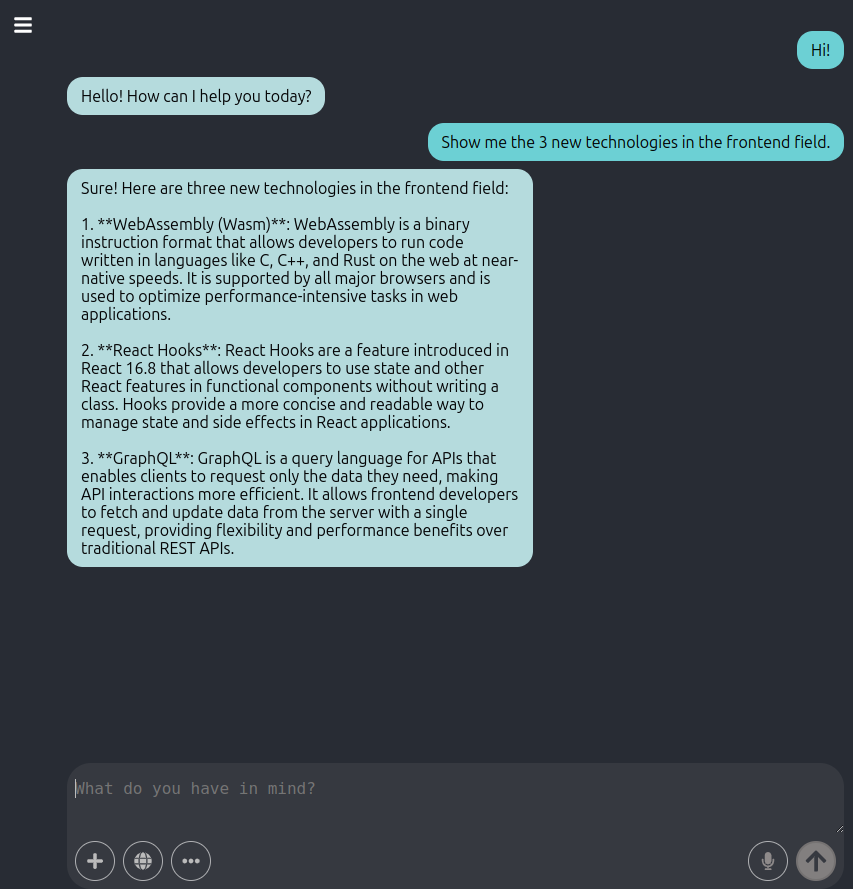 Hi!
Hello! How can I help you today?
Show me the 3 new technologies in the frontend field.
Sure! Here are three new technologies in the frontend field:
1. **WebAssembly (Wasm)**: WebAssembly is a binary
instruction format that allows developers to run code
written in languages like C, C++, and Rust on the web at near-
native speeds. It is supported by all major browsers and is
used to optimize performance-intensive tasks in web
applications.
2. **React Hooks**: React Hooks are a feature introduced in
React 16.8 that allows developers to use state and other
React features in functional components without writing a
class. Hooks provide a more concise and readable way to
manage state and side effects in React applications.
3. **GraphQL**: GraphQL is a query language for APIs that
enables clients to request only the data they need, making
API interactions more efficient. It allows frontend developers
to fetch and update data from the server with a single
request, providing flexibility and performance benefits over
traditional REST APIs.
What do you have in mind?